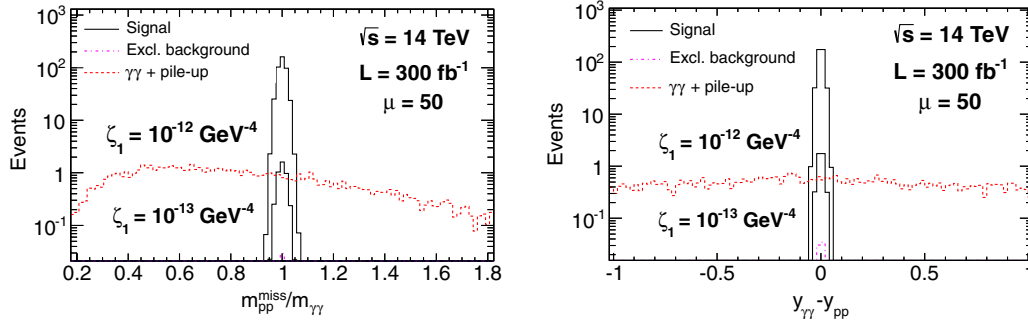 10³
10²
10
1
10⁻¹
Events
Signal
Excl. background
γγ + pile-up
√s = 14 TeV
L = 300 fb⁻¹
μ = 50
ζ₁ = 10⁻¹² GeV⁻⁴
ζ₁ = 10⁻¹³ GeV⁻⁴
0.2 0.4 0.6 0.8 1.0 1.2 1.4 1.6 1.8
m_pp^miss/m_γγ
10³
10²
10
1
10⁻¹
Events
Signal
Excl. background
γγ + pile-up
√s = 14 TeV
L = 300 fb⁻¹
μ = 50
ζ₁ = 10⁻¹² GeV⁻⁴
ζ₁ = 10⁻¹³ GeV⁻⁴
-1 -0.5 0 0.5
y_γγ-y_pp